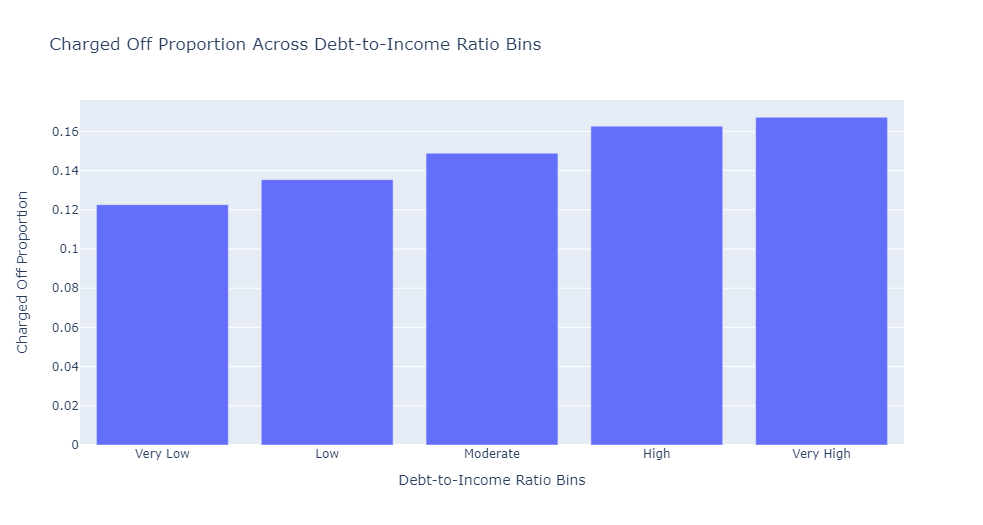 Charged Off Proportion Across Debt-to-Income Ratio Bins
Charged Off Proportion
0.16
0.14
0.12
0.1
0.08
0.06
0.04
0.02
0
Very Low
Low
Moderate
High
Very High
Debt-to-Income Ratio Bins